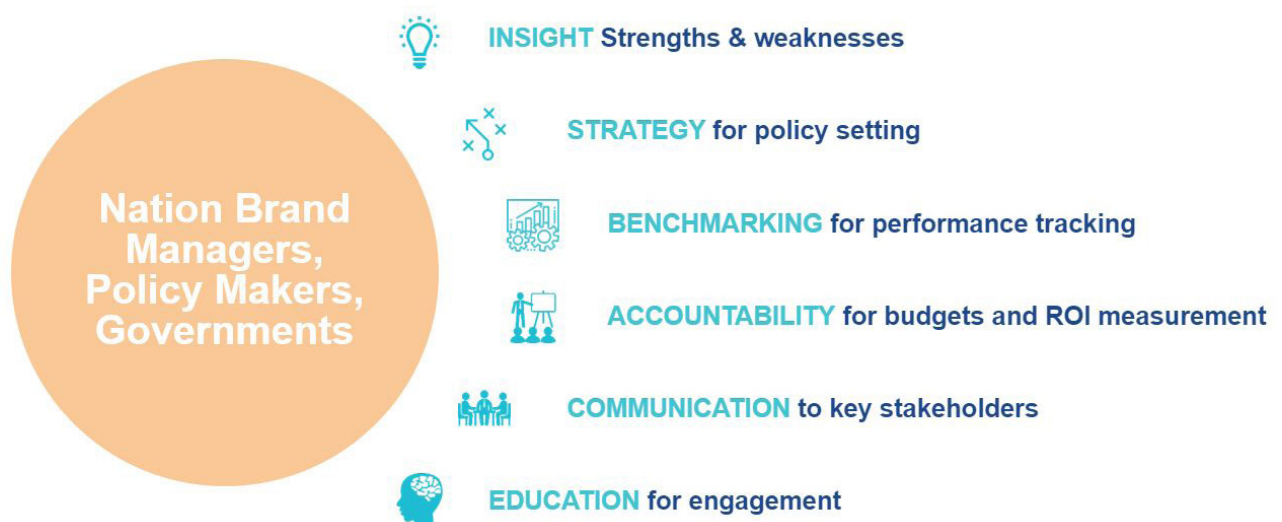 Nation Brand
Managers,
Policy Makers,
Governments
INSIGHT Strengths & weaknesses
STRATEGY for policy setting
BENCHMARKING for performance tracking
ACCOUNTABILITY for budgets and ROI measurement
COMMUNICATION to key stakeholders
EDUCATION for engagement